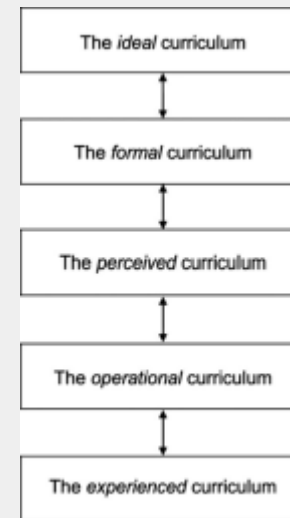 The ideal curriculum
The formal curriculum
The perceived curriculum
The operational curriculum
The experienced curriculum